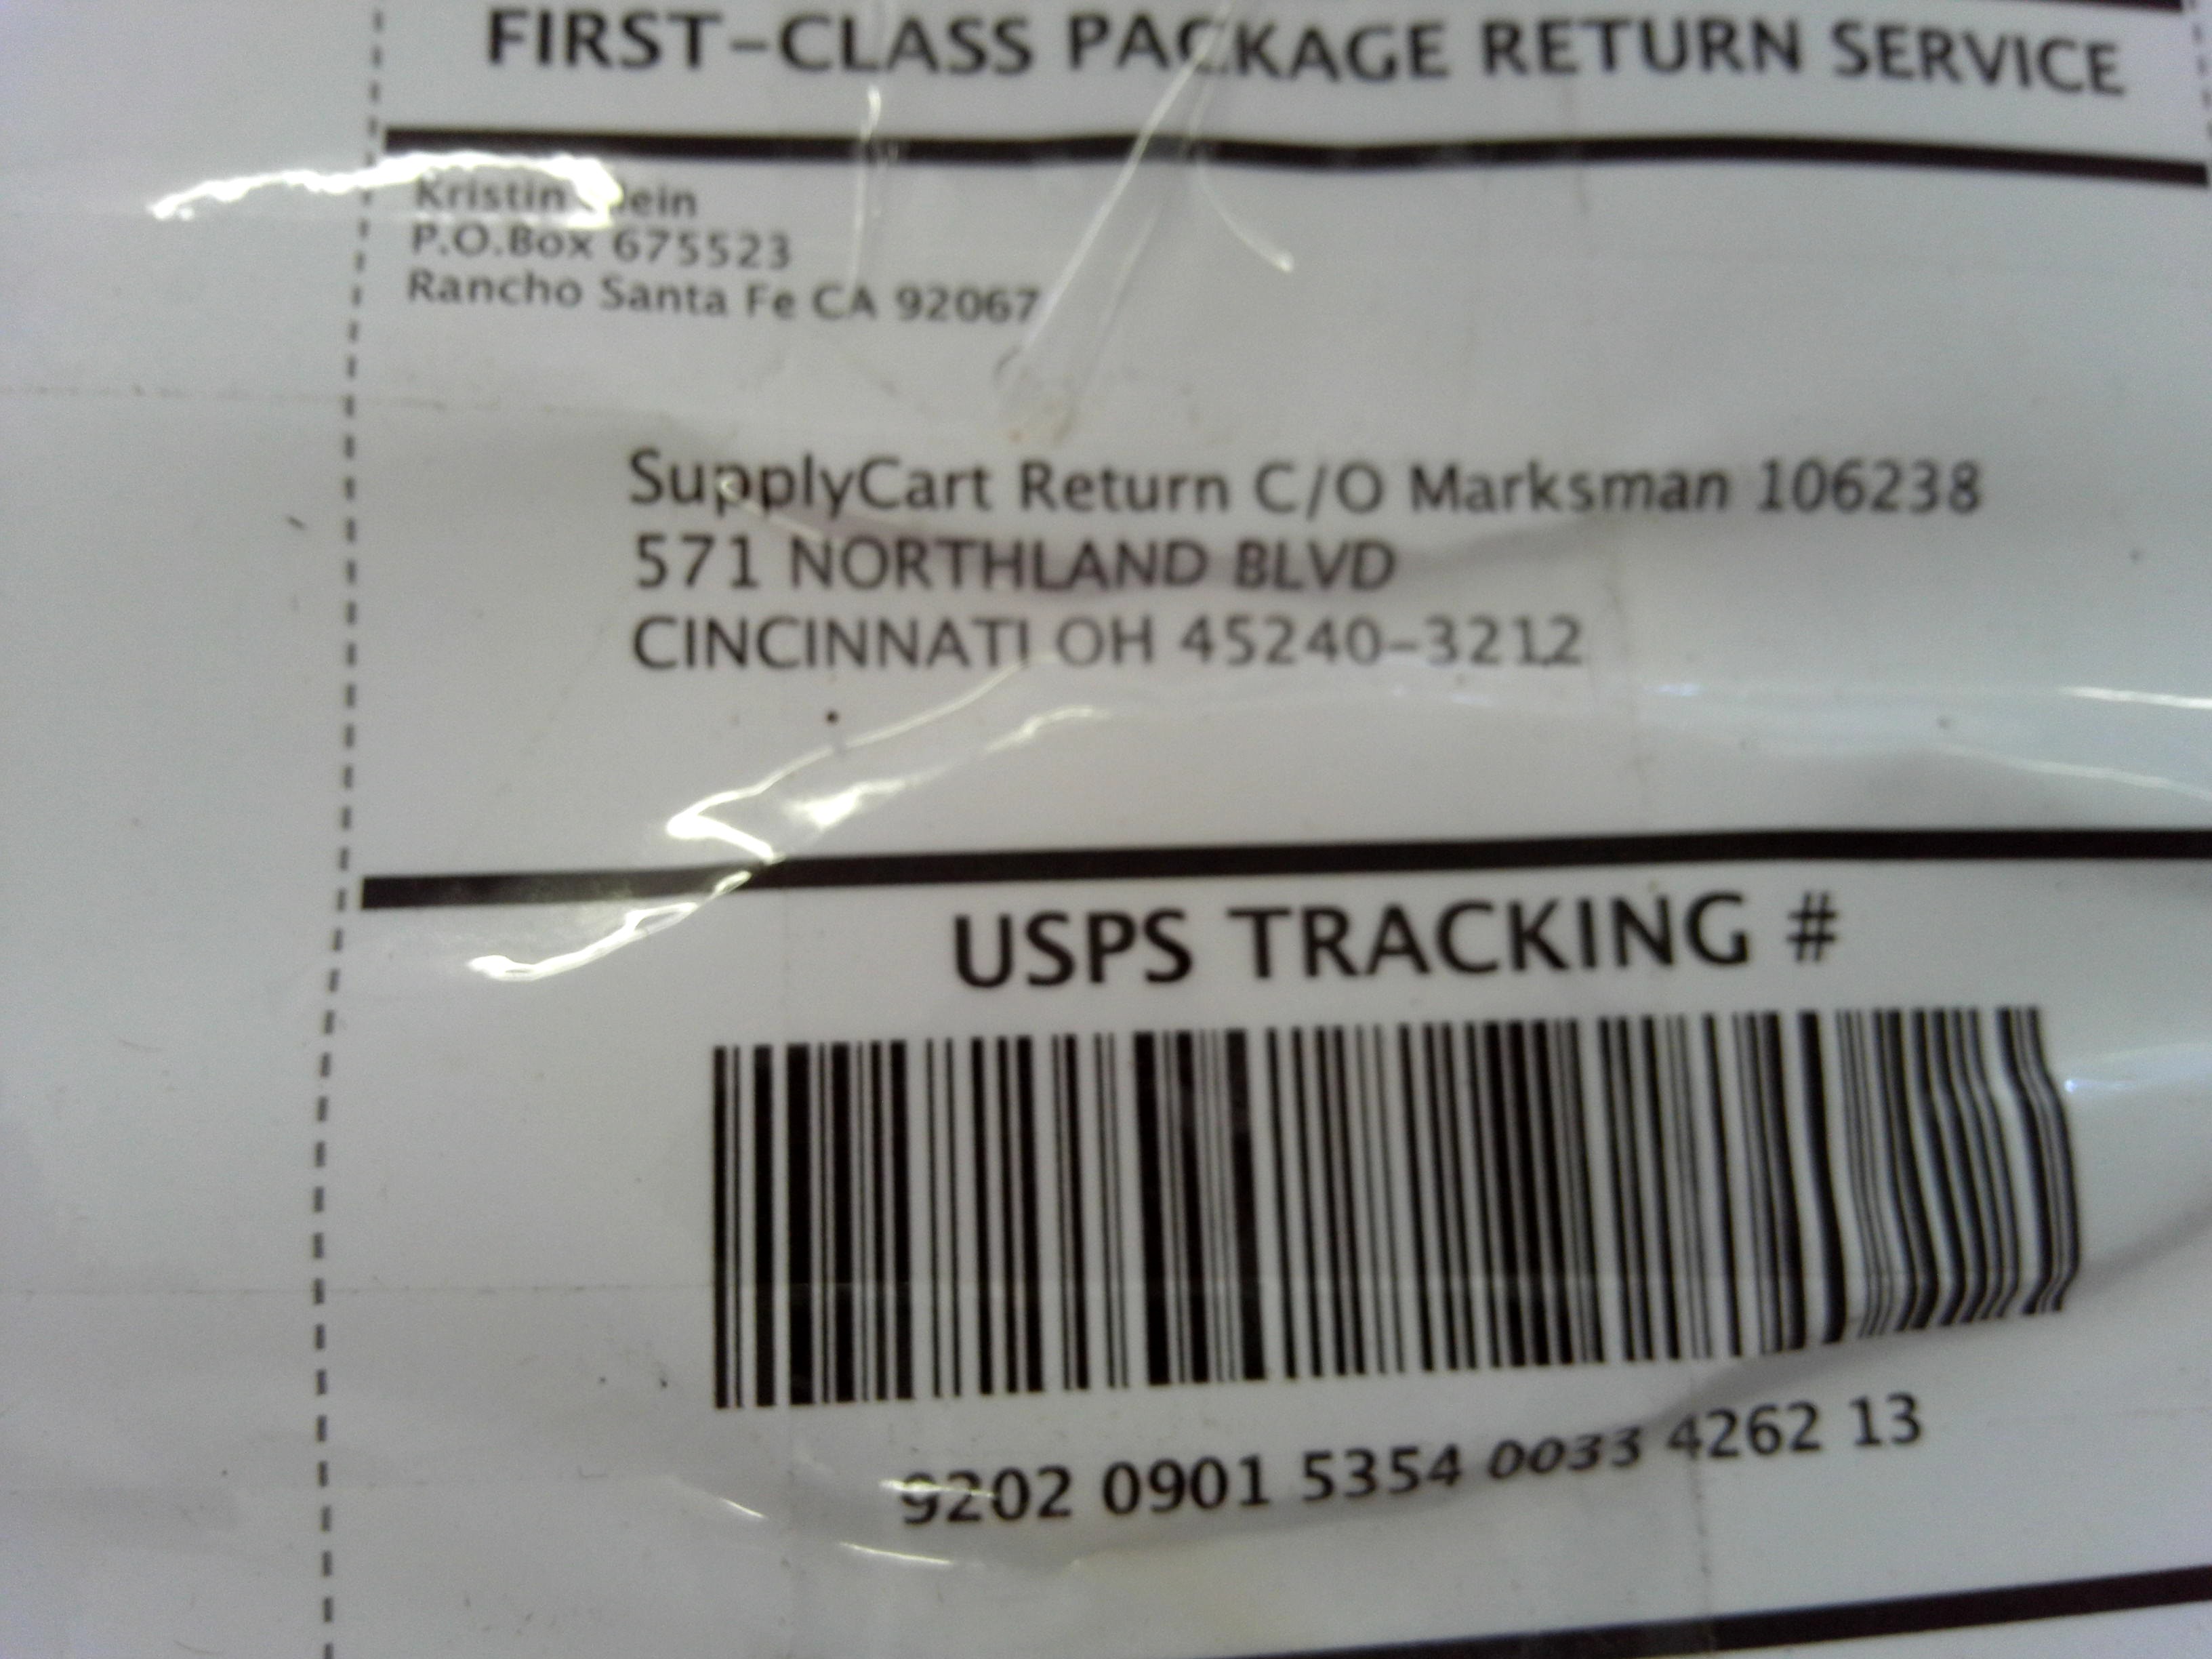 FIRST-CLASS PACKAGE RETURN SERVICE
Kristin
P.O.Box 675523
Rancho Santa Fe CA 92067
SupplyCart Return C/O Marksman 106238
571 NORTHLAND BLVD
CINCINNATI OH 45240-3212
USPS TRACKING #
9202 0901 5354 0033 4262 13